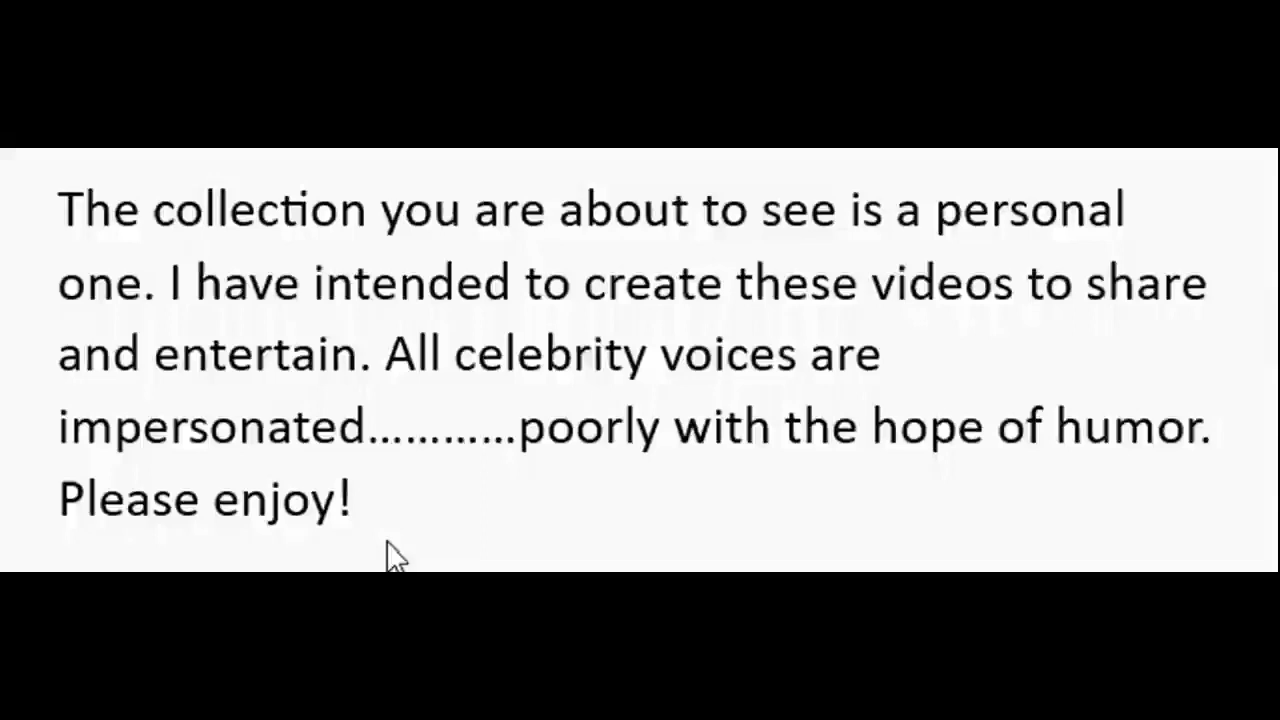 The collection you are about to see is a personal
one. I have intended to create these videos to share
and entertain. All celebrity voices are
impersonated…………poorly with the hope of humor.
Please enjoy!